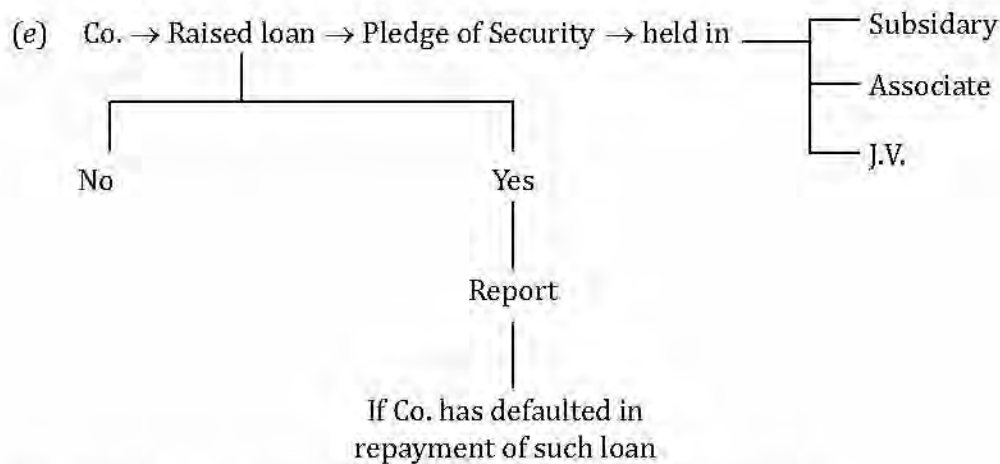 (e) Co. → Raised loan → Pledge of Security → held in
Subsidary
Associate
J.V.
No
Yes
Report
If Co. has defaulted in
repayment of such loan